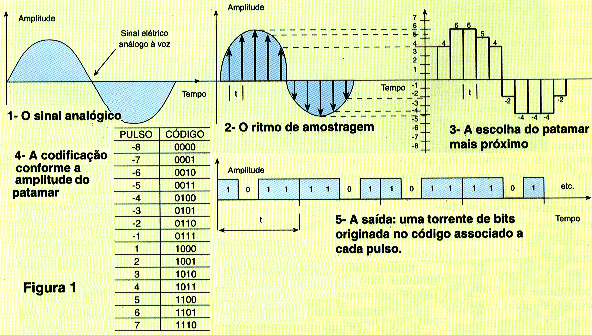 Amplitude
Sinal elétrico
análogo à voz
Tempo
1- O sinal analógico
Amplitude
t
Tempo
2- O ritmo de amostragem
7
6
5
4
3
2
1
-1
-2
-3
-4
-5
-6
-7
-8
4
6 6
5
4
t
-2
-4 -4 -4
-2
3- A escolha do patamar
mais próximo
4- A codificação
conforme a
amplitude do
patamar
PULSO CÓDIGO
-8 0000
-7 0001
-6 0010
-5 0011
-4 0100
-3 0101
-2 0110
-1 0111
1 1000
2 1001
3 1010
4 1011
5 1100
6 1101
7 1110
Amplitude
1 0 1 1 1 1 0 1 1 0 1 1 1 1 0 1 etc.
Tempo
t
5- A saída: uma torrente de bits
originada no código associado a
cada pulso.
Figura 1